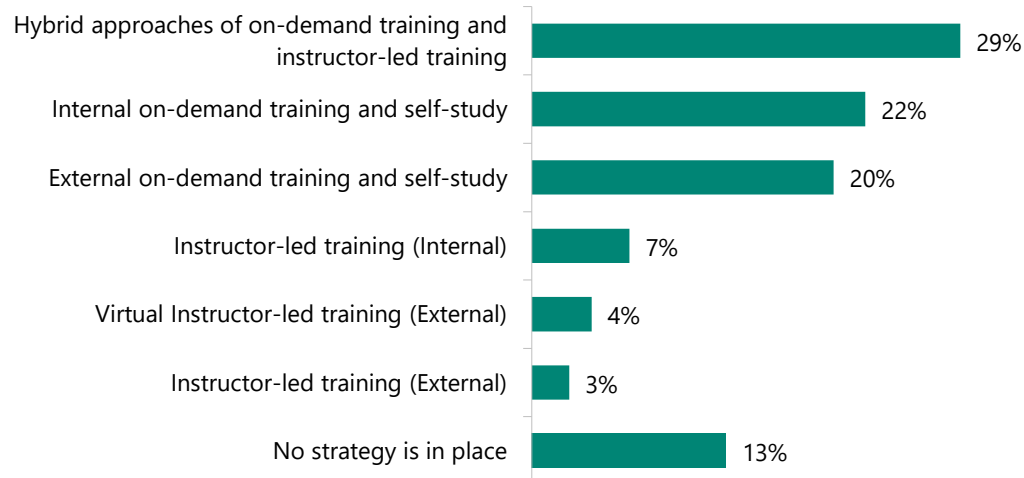 Hybrid approaches of on-demand training and
instructor-led training
29%
Internal on-demand training and self-study
22%
External on-demand training and self-study
20%
Instructor-led training (Internal)
7%
Virtual Instructor-led training (External)
4%
Instructor-led training (External)
3%
No strategy is in place
13%